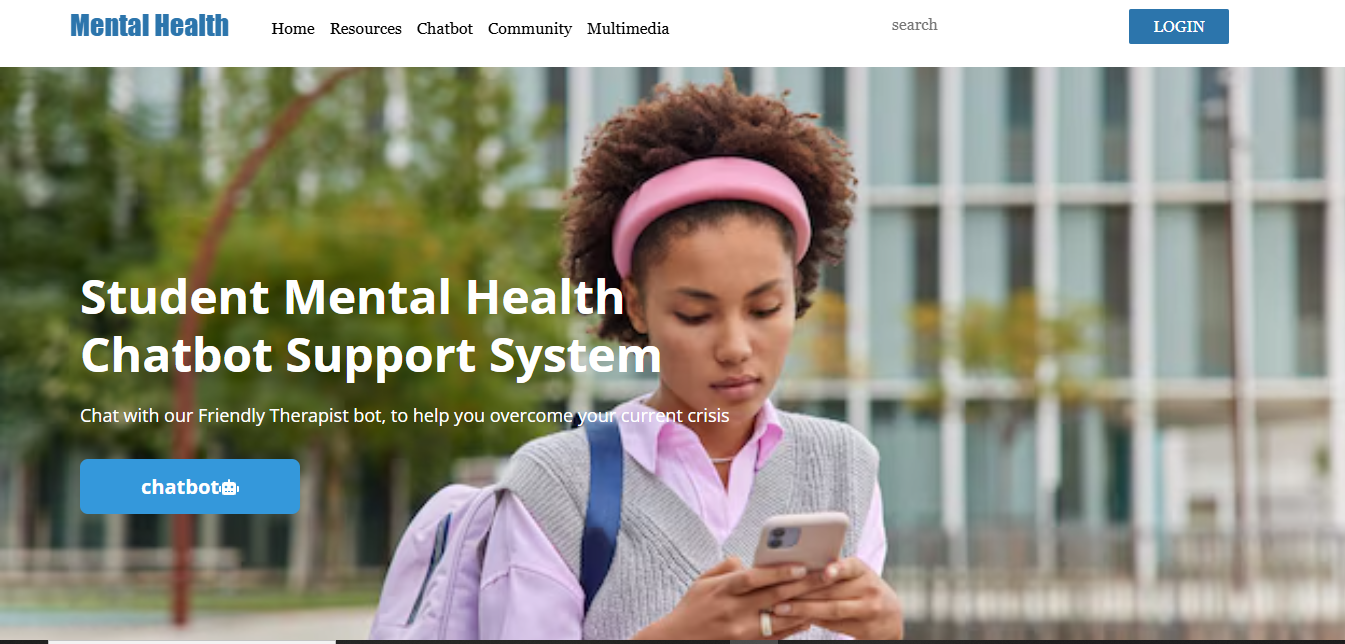 Mental Health
Home Resources Chatbot Community Multimedia
search
LOGIN
Student Mental Health
Chatbot Support System
Chat with our Friendly Therapist bot, to help you overcome your current crisis
chatbot